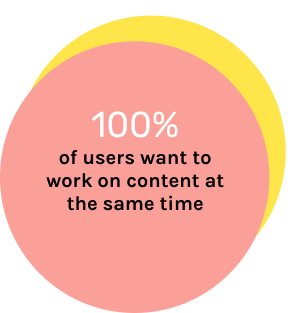 100%
of users want to
work on content at
the same time